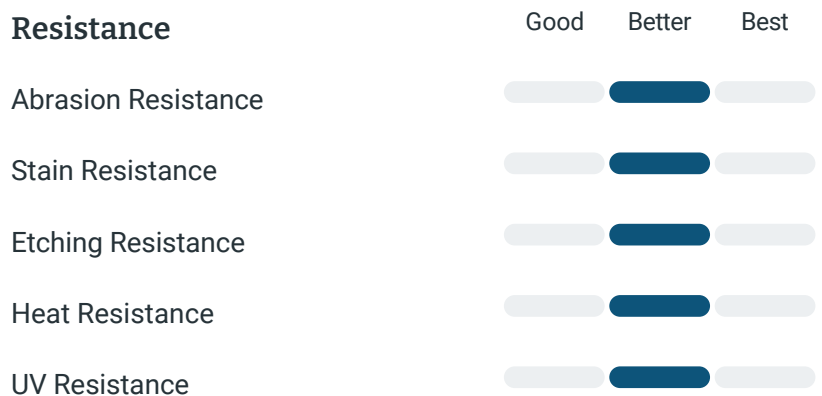 Resistance Good Better Best
Abrasion Resistance
Stain Resistance
Etching Resistance
Heat Resistance
UV Resistance